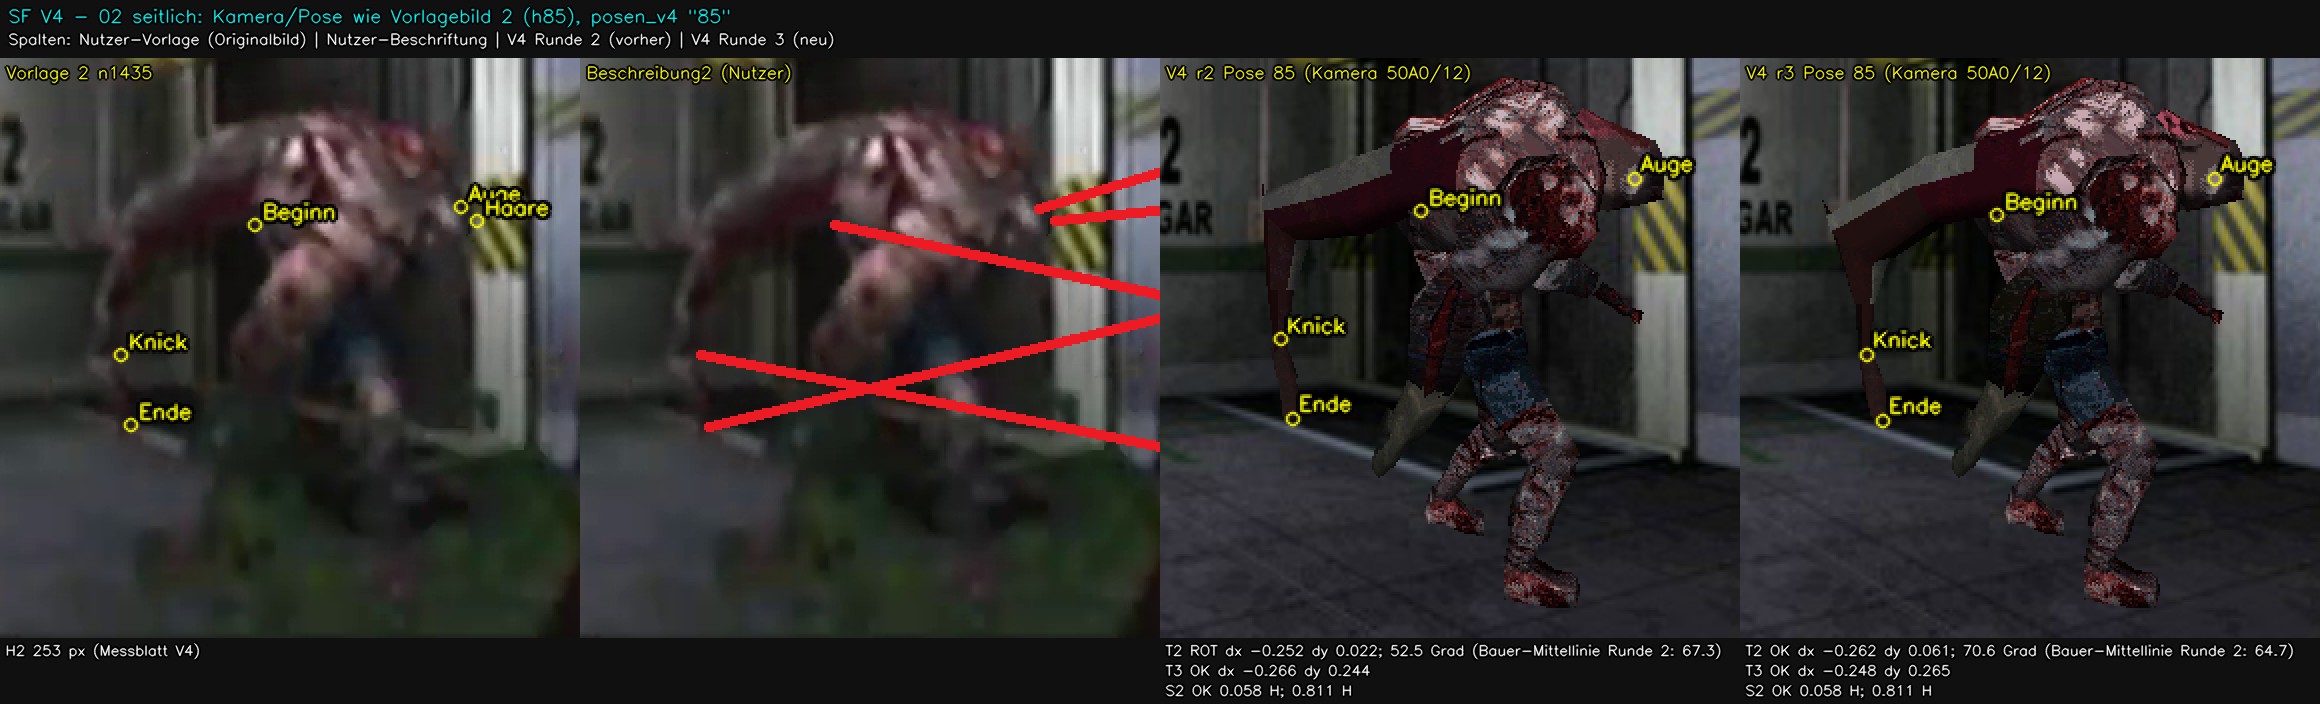 SF V4 - 02 seitlich: Kamera/Pose wie Vorlagebild 2 (h85), posen_v4 "85"
Spalten: Nutzer-Vorlage (Originalbild) | Nutzer-Beschriftung | V4 Runde 2 (vorher) | V4 Runde 3 (neu)
Vorlage 2 n1435
2
Auge
Haare
Beginn
Knick
Ende
H2 253 px (Messblatt V4)
Beschreibung2 (Nutzer)
2
V4 r2 Pose 85 (Kamera 50A0/12)
2
GAR
Auge
Beginn
Knick
Ende
T2 ROT dx -0.252 dy 0.022; 52.5 Grad (Bauer-Mittellinie Runde 2: 67.3)
T3 OK dx -0.266 dy 0.244
S2 OK 0.058 H; 0.811 H
V4 r3 Pose 85 (Kamera 50A0/12)
2
GAR
Auge
Beginn
Knick
Ende
T2 OK dx -0.262 dy 0.061; 70.6 Grad (Bauer-Mittellinie Runde 2: 64.7)
T3 OK dx -0.248 dy 0.265
S2 OK 0.058 H; 0.811 H